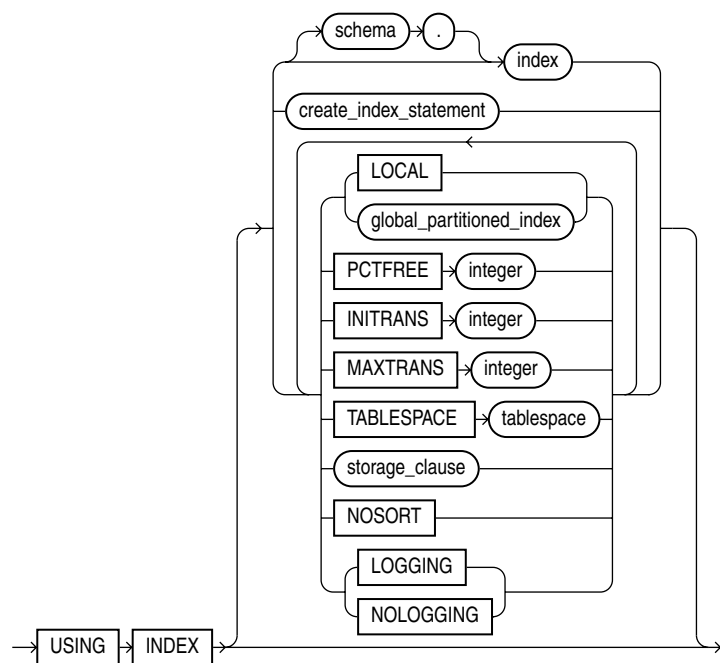 schema .
index
create_index_statement
LOCAL
global_partitioned_index
PCTFREE integer
INITRANS integer
MAXTRANS integer
TABLESPACE tablespace
storage_clause
NOSORT
LOGGING
NOLOGGING
USING INDEX